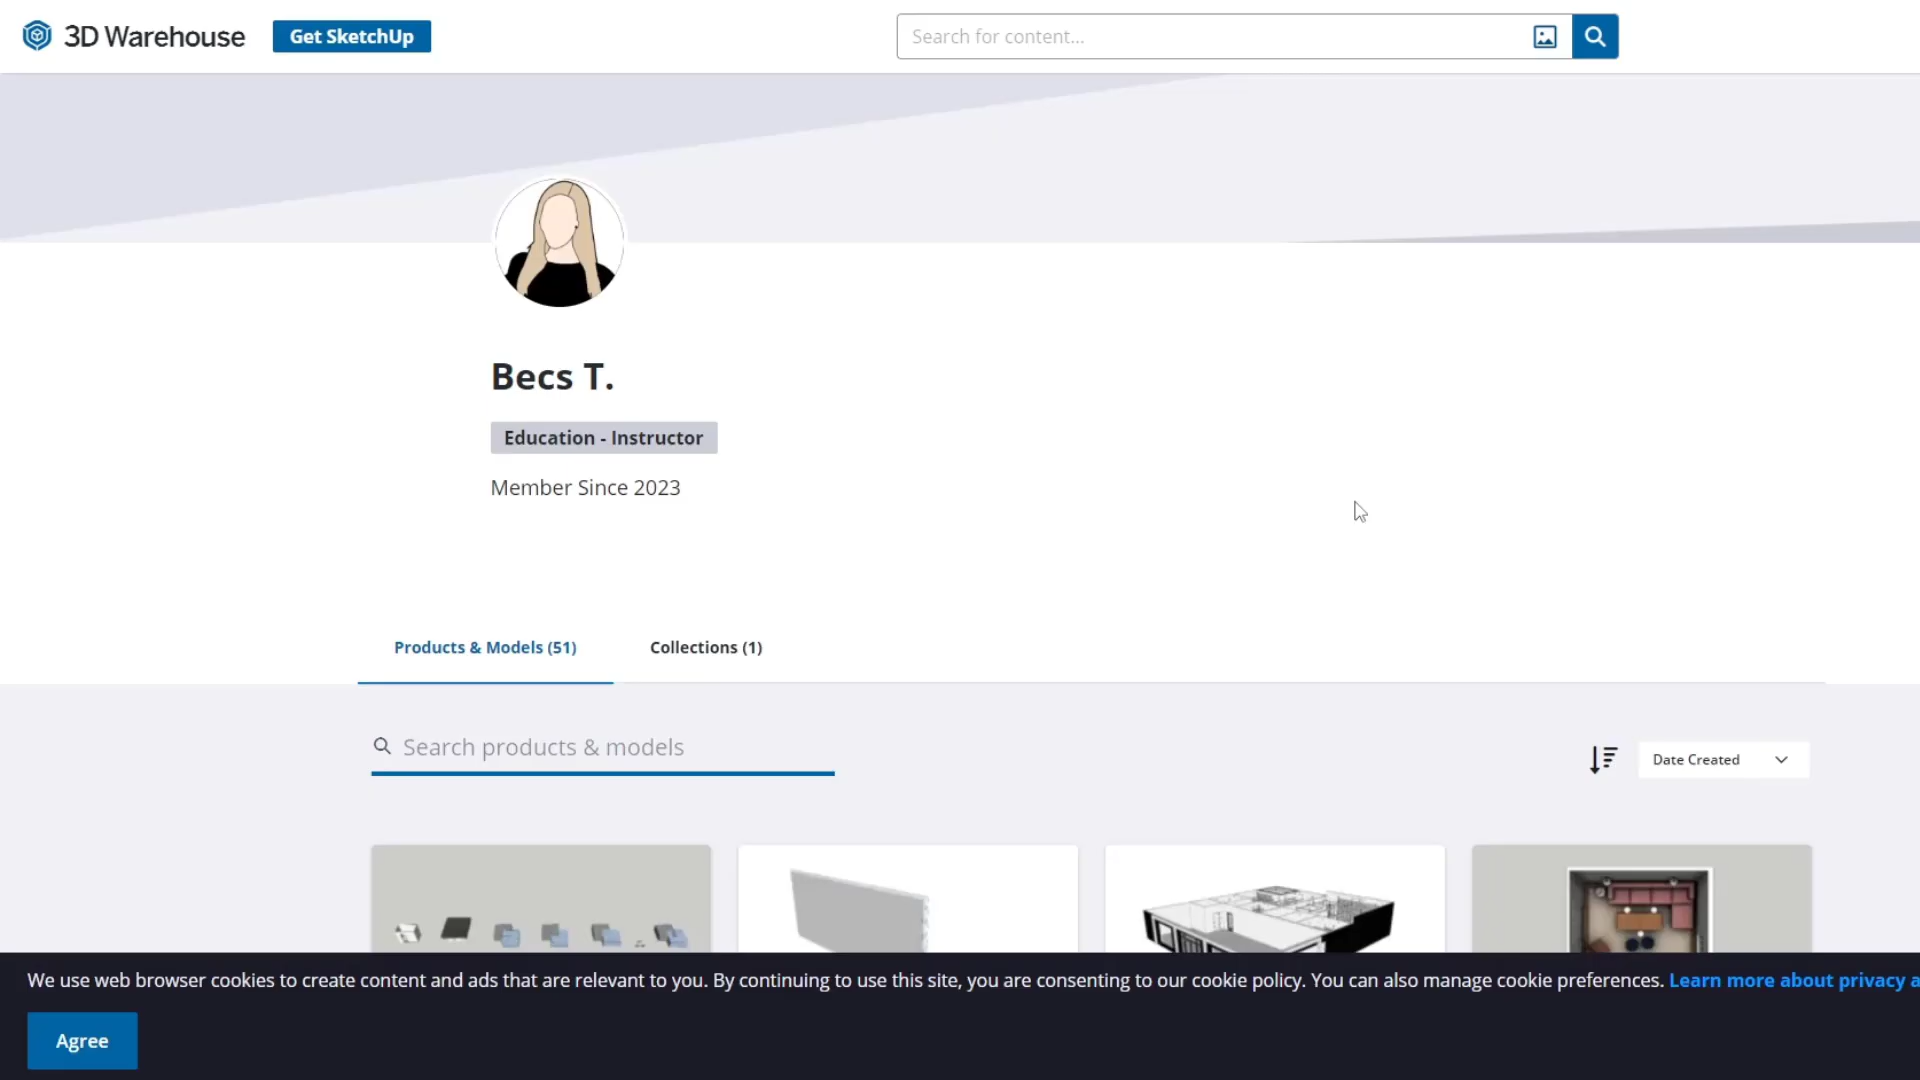 3D Warehouse
Get SketchUp
Search for content...
Becs T.
Education - Instructor
Member Since 2023
Products & Models (51)
Collections (1)
Search products & models
Date Created
We use web browser cookies to create content and ads that are relevant to you. By continuing to use this site, you are consenting to our cookie policy. You can also manage cookie preferences. Learn more about privacy a
Agree